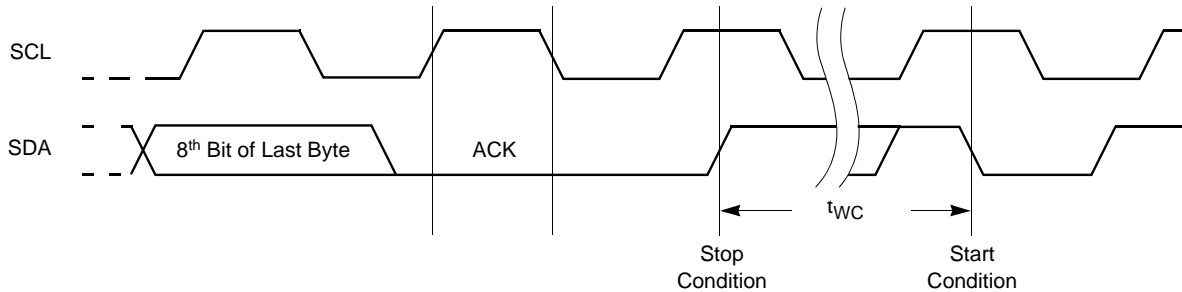 SCL
SDA
8th Bit of Last Byte
ACK
tWC
Stop
Condition
Start
Condition